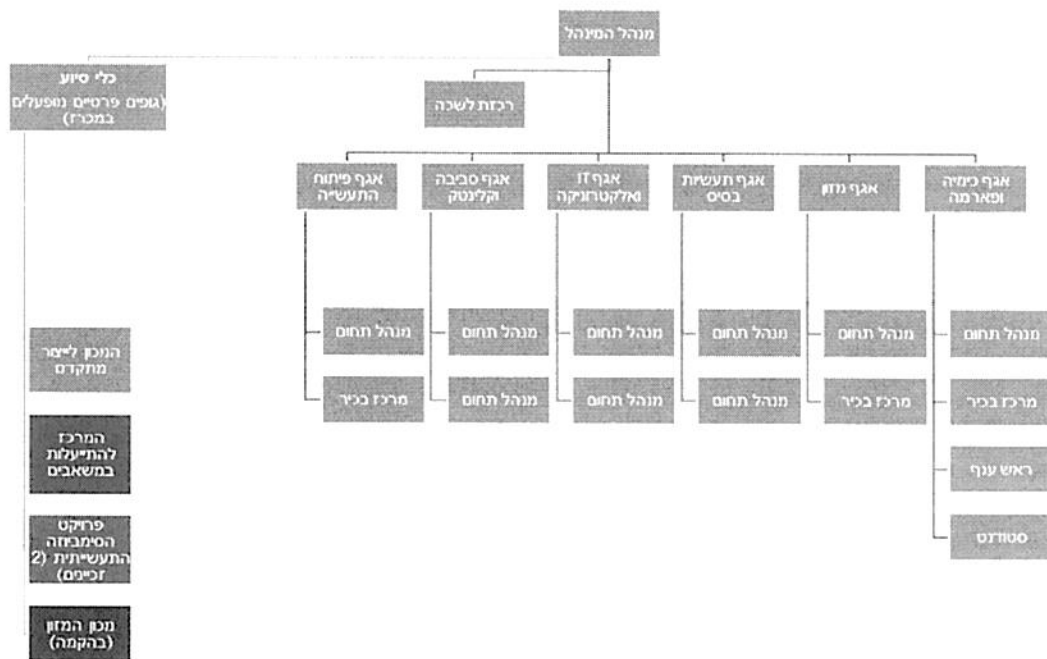 מנהל המינהל
כלי סיוע
(גופים פרטיים מופעלים
במכרז)
רכזת לשכה
אגף כימיה
ופארמה
אגף מזון
אגף תעשיות
בסיס
אגף IT
ואלקטרוניקה
אגף סביבה
וקלינטק
אגף פיתוח
התעשייה
מנהל תחום
מנהל תחום
מנהל תחום
מנהל תחום
מנהל תחום
מנהל תחום
מרכז בכיר
מרכז בכיר
מנהל תחום
מנהל תחום
מנהל תחום
מרכז בכיר
ראש ענף
סטודנט
המכון לייצור
מתקדם
המרכז
להתייעלות
במשאבים
פרויקט
הסימביוזה
התעשייתית (2
זכיינים)
מכון המזון
(בהקמה)